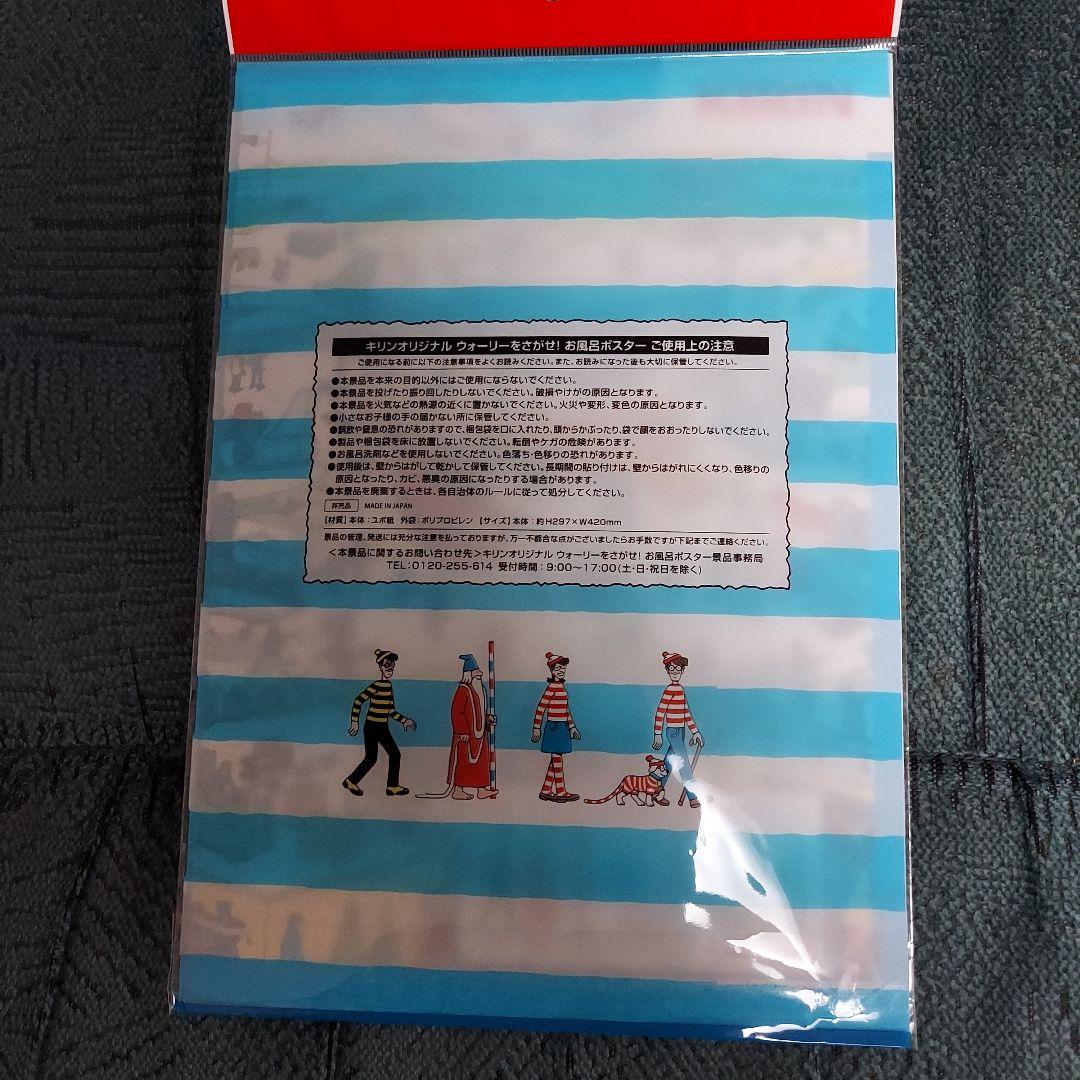 キリンオリジナル ウォーリーをさがせ! お風呂ポスター ご使用上の注意
ご使用になる前に以下の注意事項をよくお読みください。また、お読みになった後も大切に保管してください。
●本景品を本来の目的以外にはご使用にならないでください。
●本景品を投げたり振り回したりしないでください。破損やけがの原因となります。
●本景品を火気などの熱源の近くに置かないでください。火災や変形、変色の原因となります。
●小さなお子様の手の届かない所に保管してください。
●誤飲や窒息の恐れがありますので、梱包袋を口に入れたり、頭からかぶったり、袋で顔をおおったりしないでください。
●製品や梱包袋を床に放置しないでください。転倒やケガの危険があります。
●お風呂洗剤などを使用しないでください。色落ち・色移りの恐れがあります。
●使用後は、壁からはがして乾かして保管してください。長期間の貼り付けは、壁からはがれにくくなり、色移りの
原因となったり、カビ、悪臭の原因になったりする場合があります。
●本景品を廃棄するときは、各自治体のルールに従って処分してください。
非売品 MADE IN JAPAN
【材質】本体:ユポ紙 外袋:ポリプロピレン 【サイズ】本体:約H297×W420mm
景品の管理、発送には充分な注意を払っておりますが、万一不都合な点がございましたらお手数ですが下記までご連絡ください。
<本景品に関するお問い合わせ先>キリンオリジナル ウォーリーをさがせ! お風呂ポスター景品事務局
TEL:0120-255-614 受付時間:9:00〜17:00(土・日・祝日を除く)